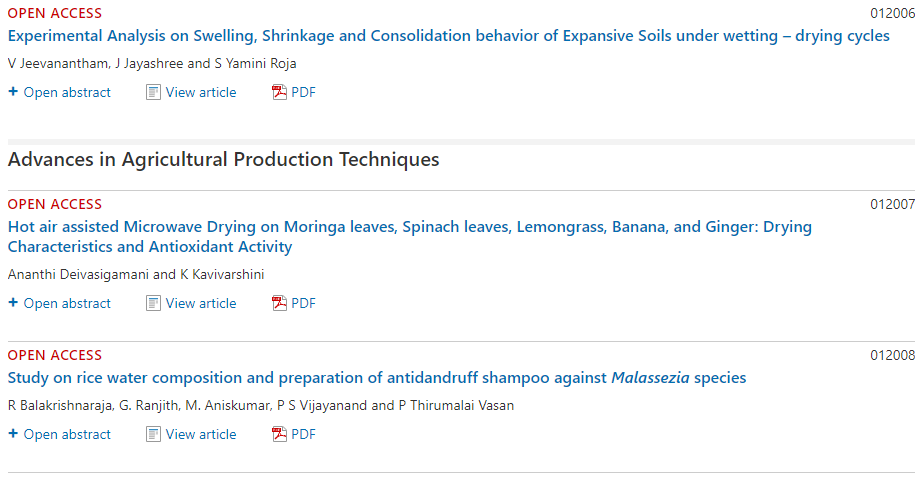 OPEN ACCESS 012006
Experimental Analysis on Swelling, Shrinkage and Consolidation behavior of Expansive Soils under wetting – drying cycles
V Jeevanantham, J Jayashree and S Yamini Roja
+ Open abstract View article PDF
Advances in Agricultural Production Techniques
OPEN ACCESS 012007
Hot air assisted Microwave Drying on Moringa leaves, Spinach leaves, Lemongrass, Banana, and Ginger: Drying
Characteristics and Antioxidant Activity
Ananthi Deivasigamani and K Kavivarshini
+ Open abstract View article PDF
OPEN ACCESS 012008
Study on rice water composition and preparation of antidandruff shampoo against Malassezia species
R Balakrishnaraja, G. Ranjith, M. Aniskumar, P S Vijayanand and P Thirumalai Vasan
+ Open abstract View article PDF